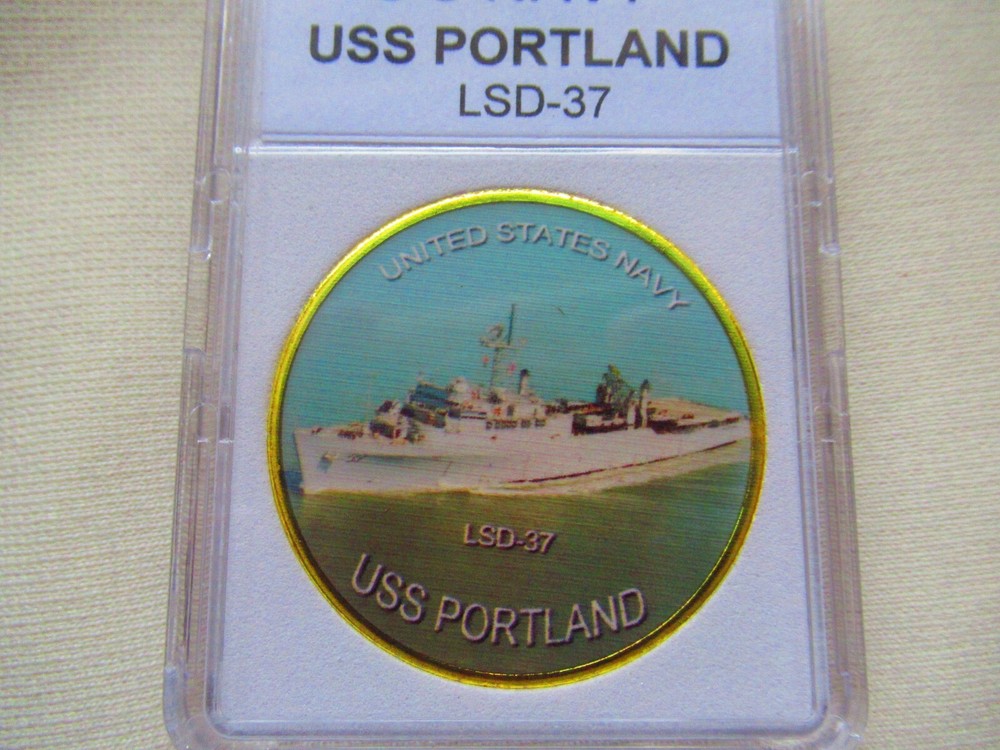 USS PORTLAND
LSD-37
UNITED STATES NAVY
LSD-37
USS PORTLAND